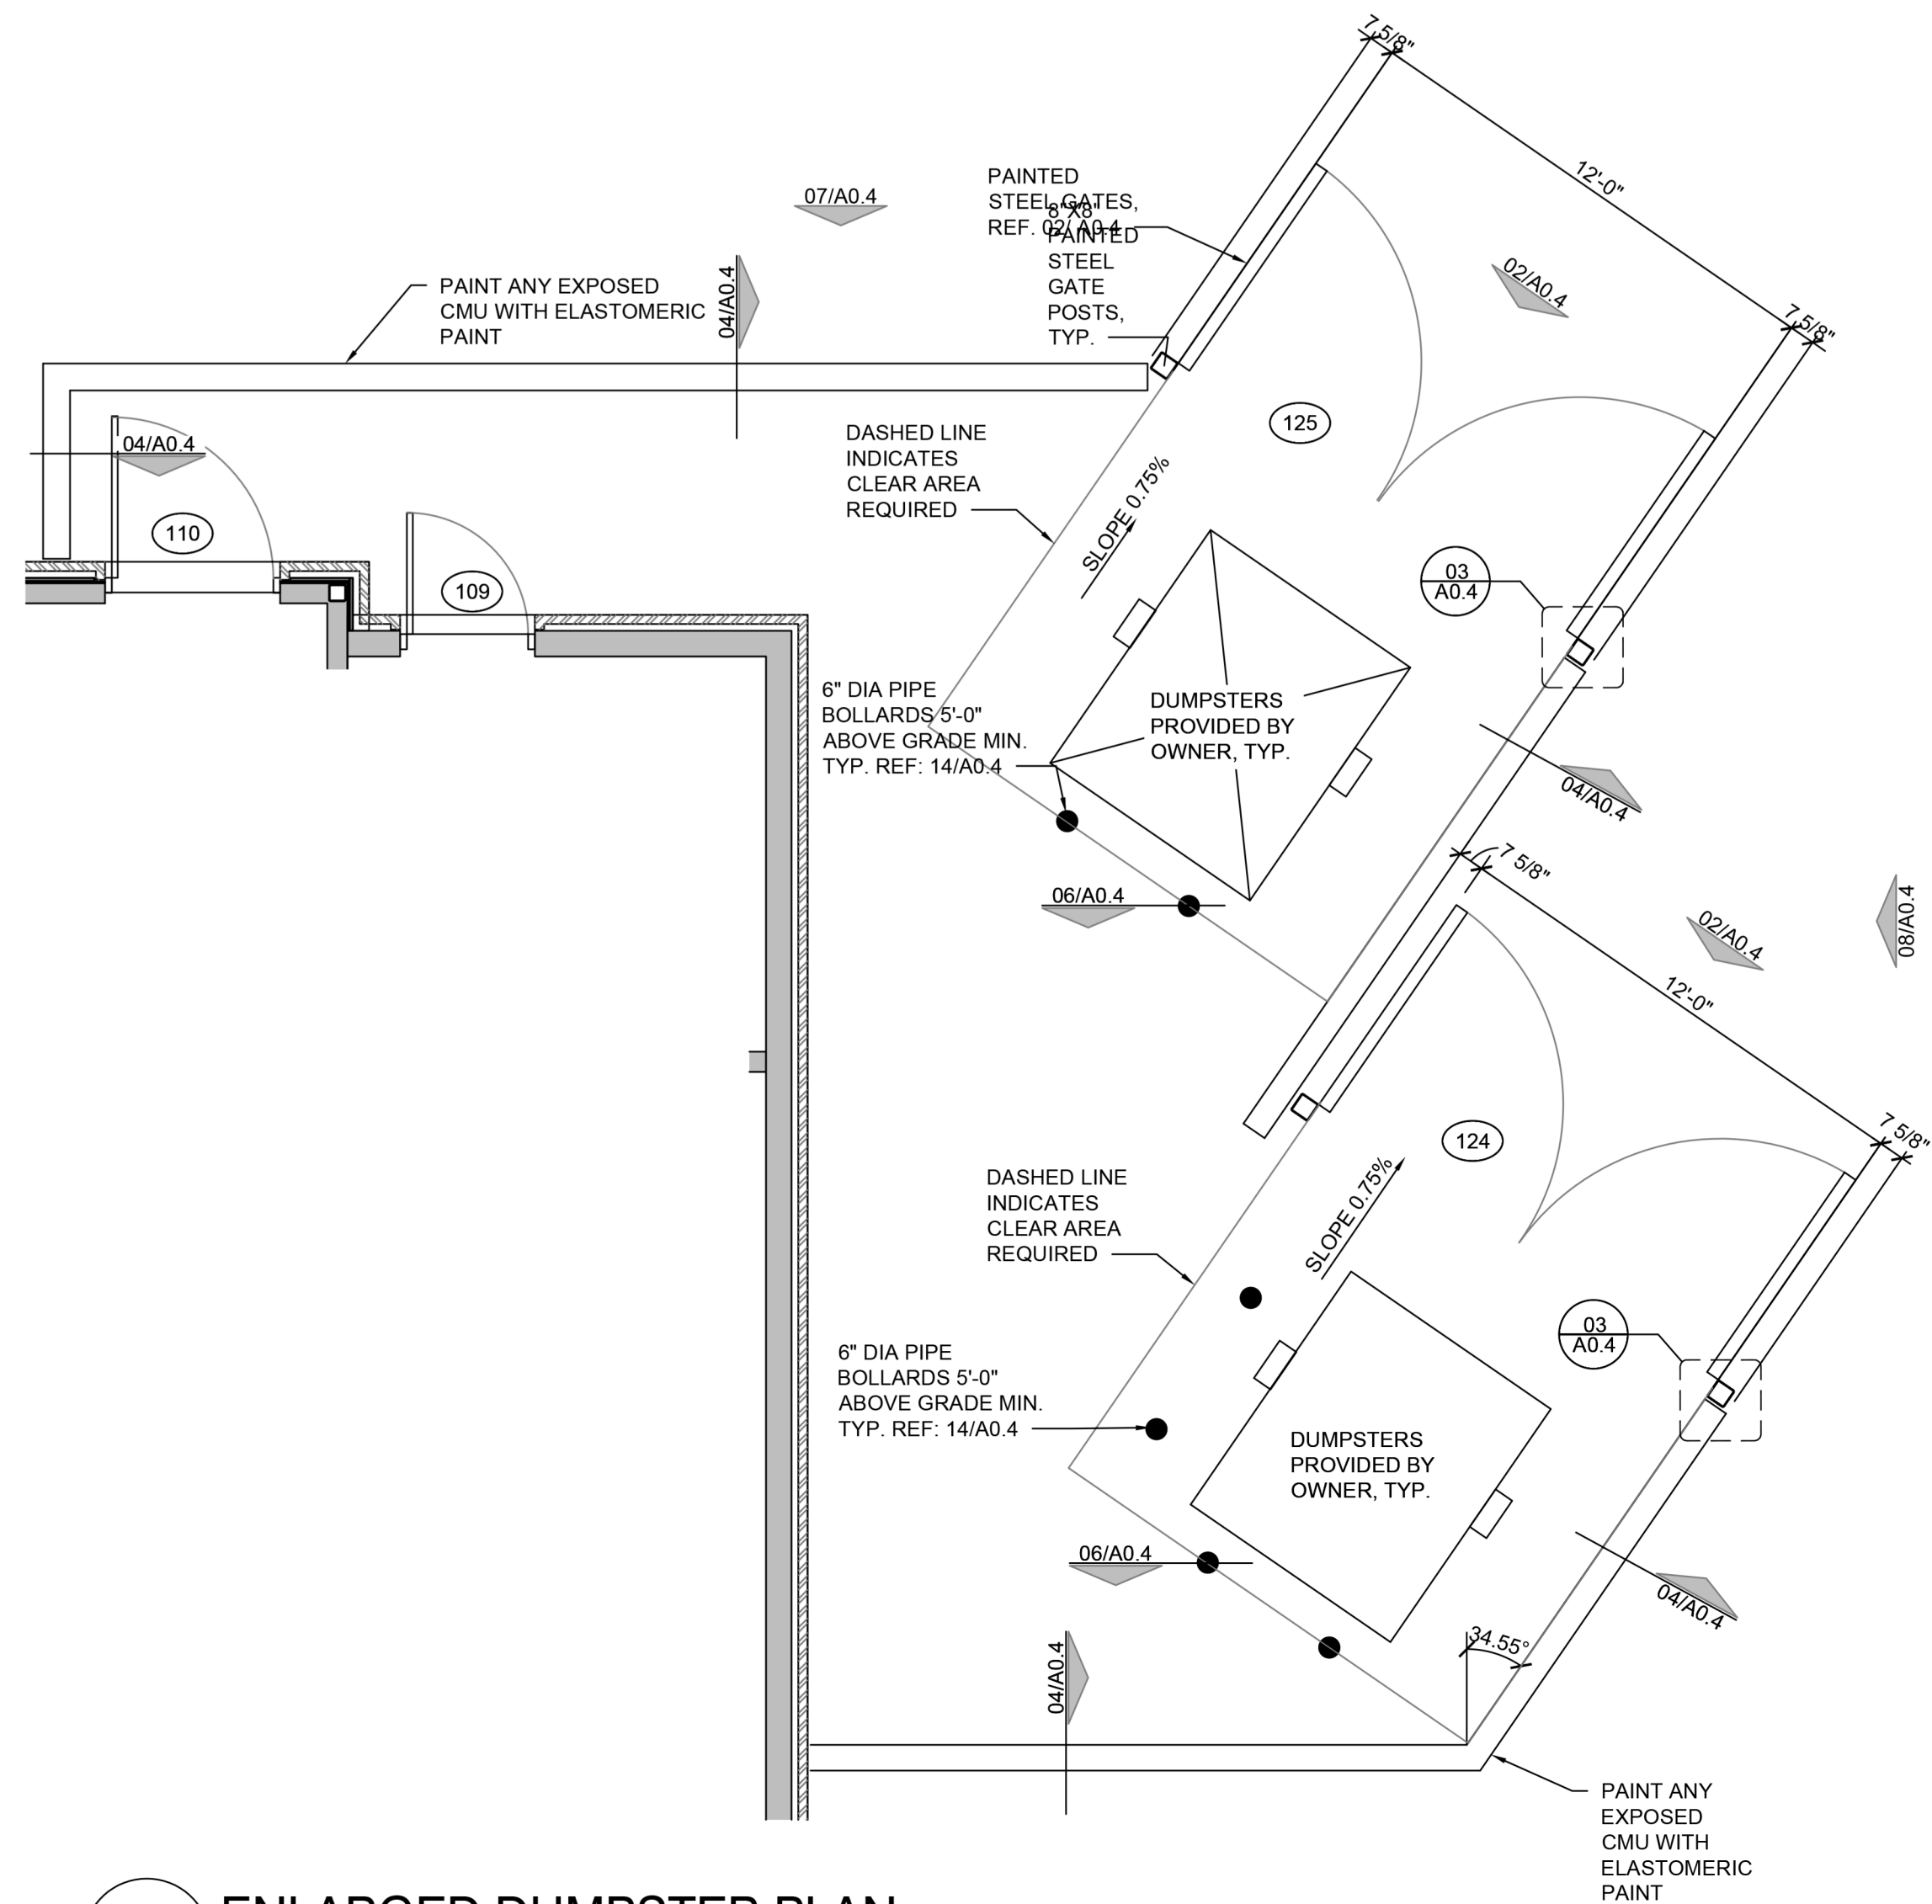 7 5/8"
12'-0"
7 5/8"
07/A0.4
PAINTED
STEEL GATES,
REF. 02/ A0.4
8"X8"
PAINTED
STEEL
GATE
POSTS,
TYP.
02/A0.4
PAINT ANY EXPOSED
CMU WITH ELASTOMERIC
PAINT
04/A0.4
04/A0.4
125
DASHED LINE
INDICATES
CLEAR AREA
REQUIRED
SLOPE 0.75%
110
109
03
A0.4
6" DIA PIPE
BOLLARDS 5'-0"
ABOVE GRADE MIN.
TYP. REF: 14/A0.4
DUMPSTERS
PROVIDED BY
OWNER, TYP.
04/A0.4
7 5/8"
06/A0.4
02/A0.4
08/A0.4
12'-0"
7 5/8"
124
DASHED LINE
INDICATES
CLEAR AREA
REQUIRED
SLOPE 0.75%
03
A0.4
6" DIA PIPE
BOLLARDS 5'-0"
ABOVE GRADE MIN.
TYP. REF: 14/A0.4
DUMPSTERS
PROVIDED BY
OWNER, TYP.
06/A0.4
04/A0.4
34.55°
04/A0.4
PAINT ANY
EXPOSED
CMU WITH
ELASTOMERIC
PAINT
ENLARGED DUMPSTER PLAN